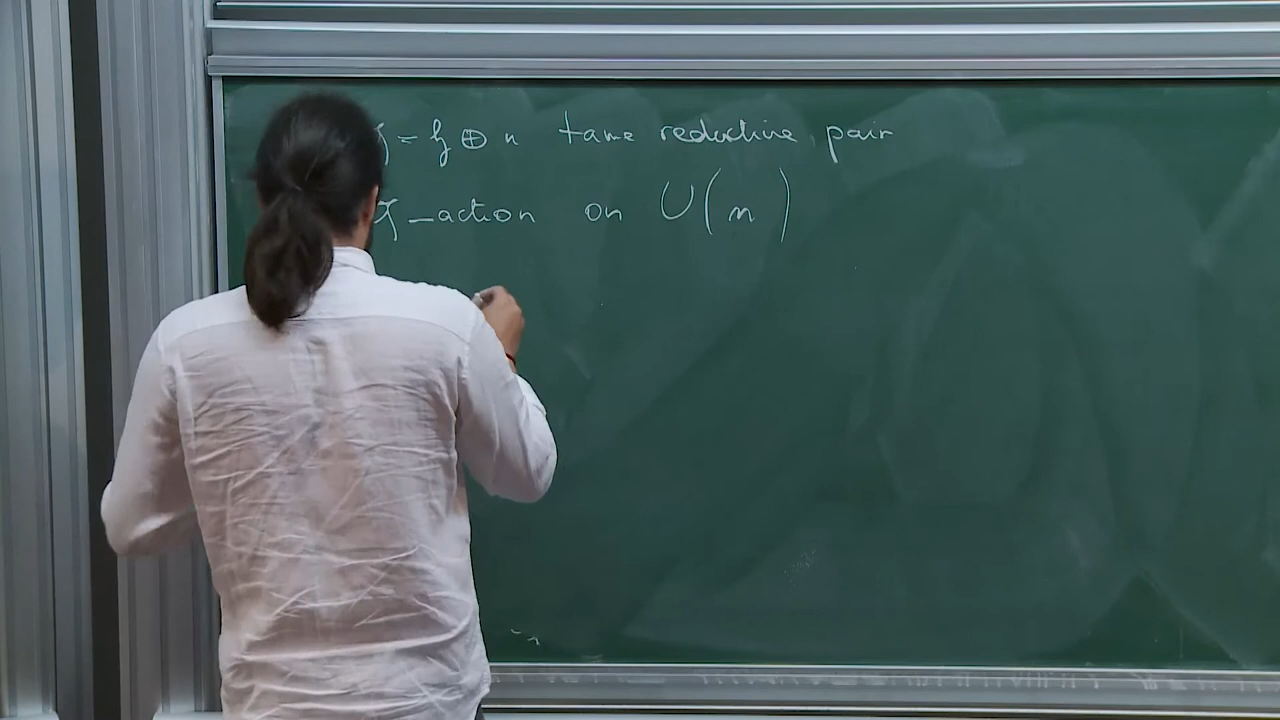 g = h ⊕ n tame reductive pair
g - action on U(n)